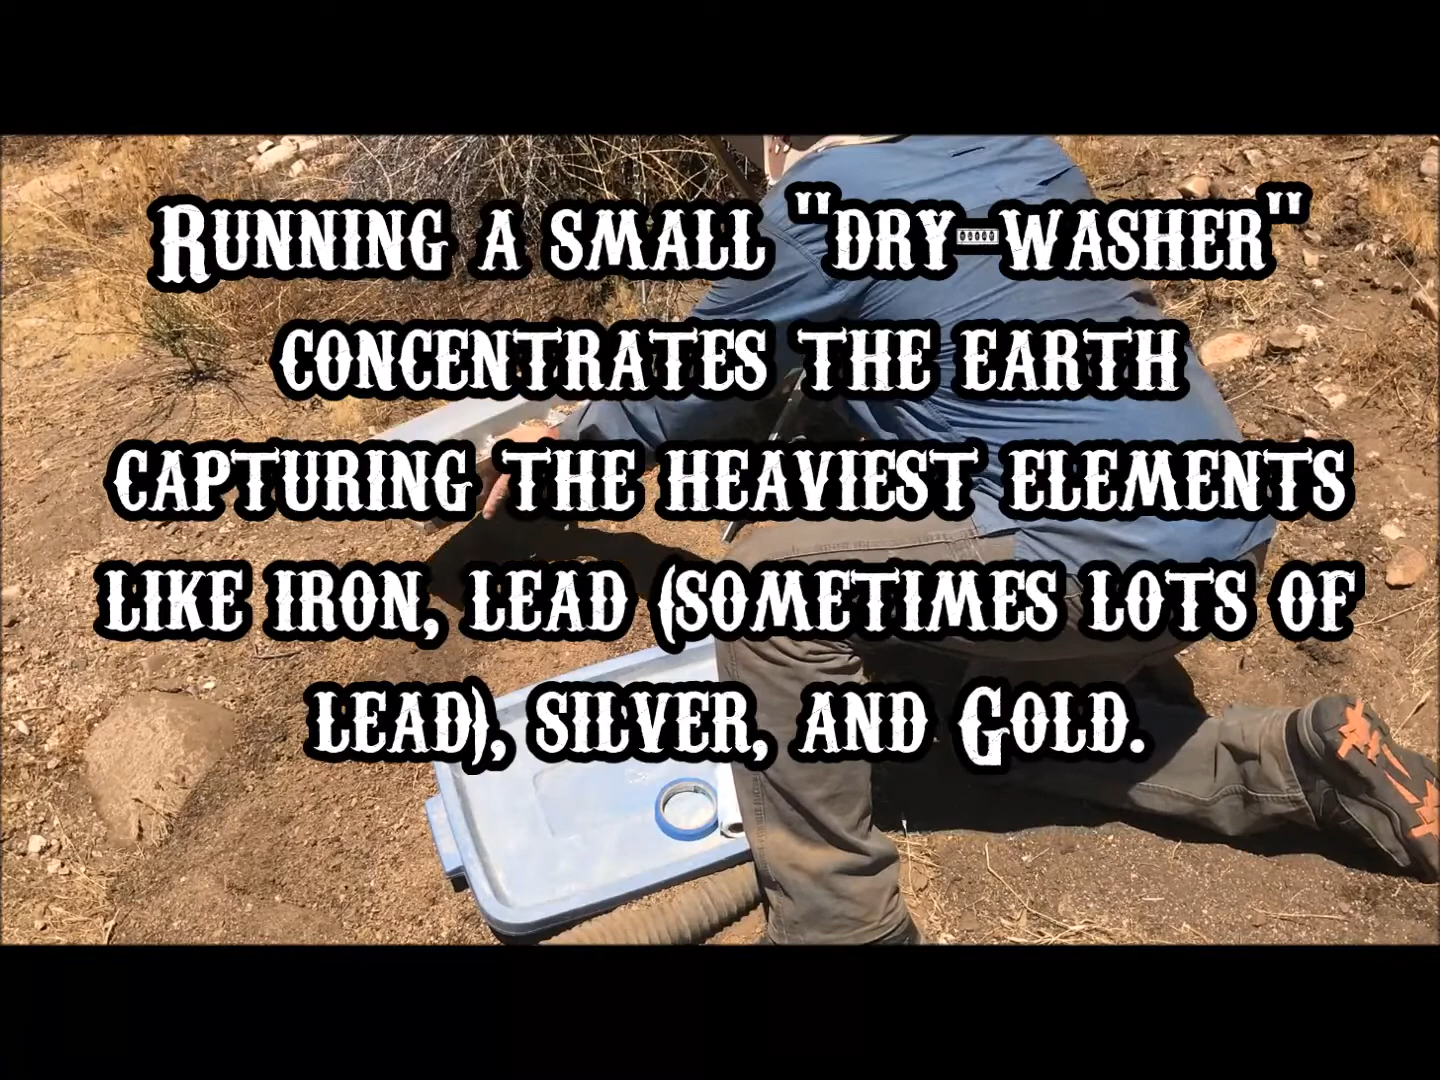 Running a small "dry-washer"
concentrates the earth
capturing the heaviest elements
like iron, lead (sometimes lots of
lead), silver, and Gold.